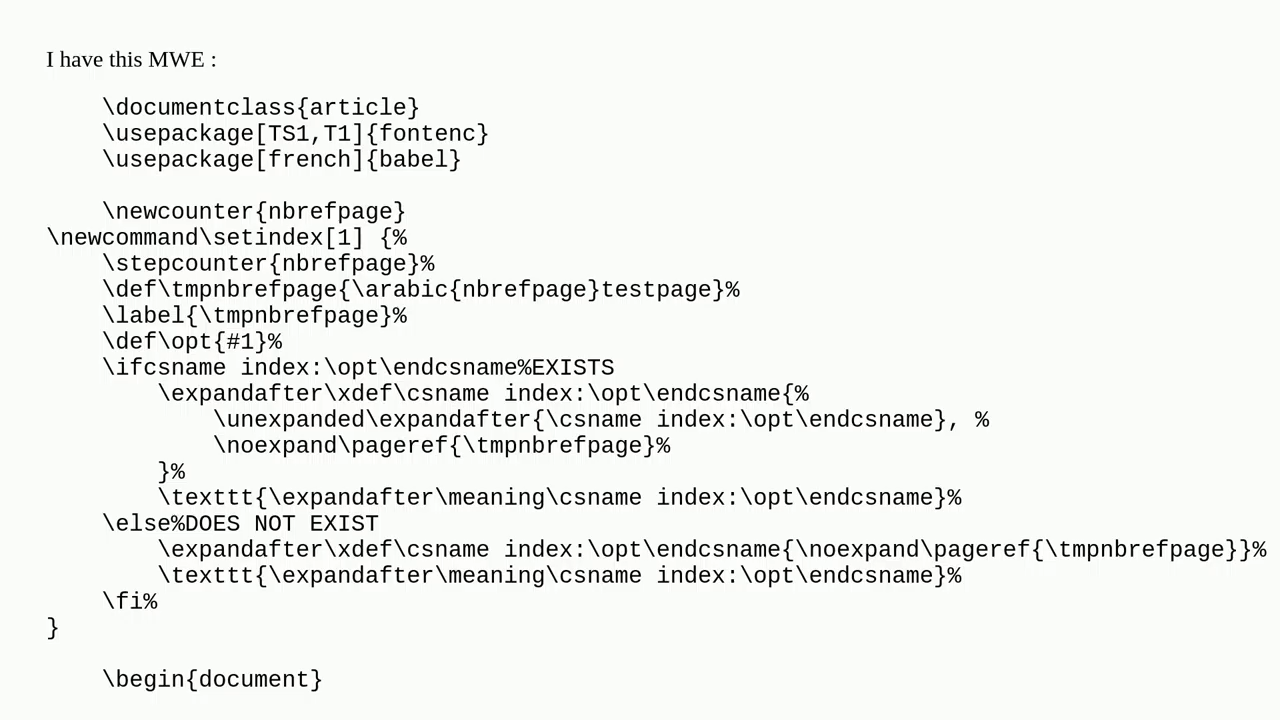 I have this MWE :
\documentclass{article}
\usepackage[TS1,T1]{fontenc}
\usepackage[french]{babel}
\newcounter{nbrefpage}
\newcommand\setindex[1] {%
\stepcounter{nbrefpage}%
\def\tmpnbrefpage{\arabic{nbrefpage}testpage}%
\label{\tmpnbrefpage}%
\def\opt{#1}%
\ifcsname index:\opt\endcsname%EXISTS
\expandafter\xdef\csname index:\opt\endcsname{%
\unexpanded\expandafter{\csname index:\opt\endcsname}, %
\noexpand\pageref{\tmpnbrefpage}%
}%
\texttt{\expandafter\meaning\csname index:\opt\endcsname}%
\else%DOES NOT EXIST
\expandafter\xdef\csname index:\opt\endcsname{\noexpand\pageref{\tmpnbrefpage}}%
\texttt{\expandafter\meaning\csname index:\opt\endcsname}%
\fi%
}
\begin{document}